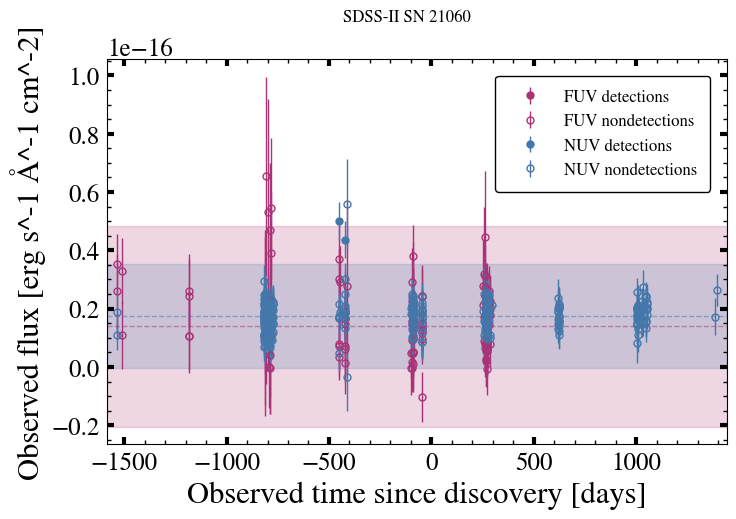 SDSS-II SN 21060
1e−16
Observed flux [erg s^-1 Å^-1 cm^-2]
1.0
0.8
0.6
0.4
0.2
0.0
−0.2
FUV detections
FUV nondetections
NUV detections
NUV nondetections
−1500 −1000 −500 0 500 1000
Observed time since discovery [days]